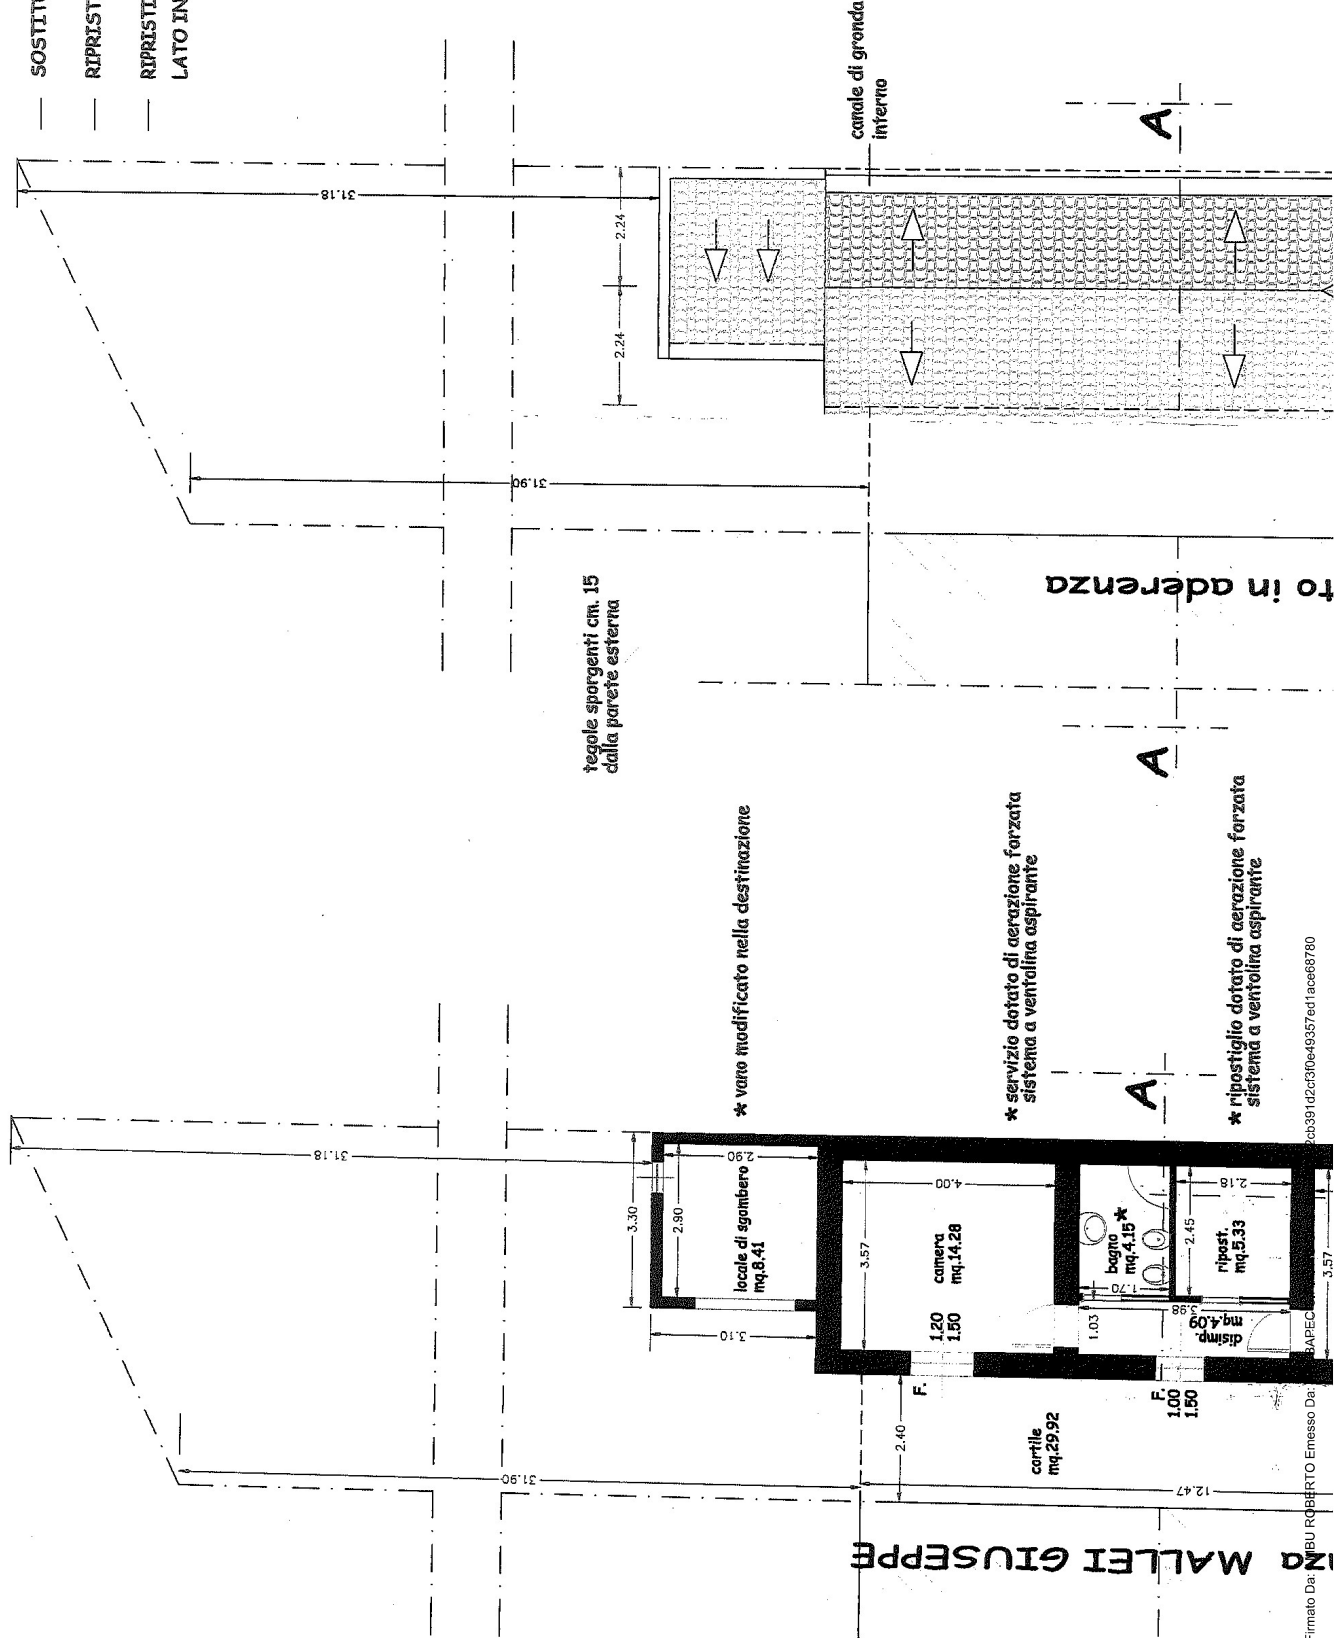 SOSTIT
RIPRIST
RIPRISTI
LATO IN
31.18
2.24
2.24
canale di gronda
interno
A
31.90
to in aderenza
tegole sporgenti cm. 15
dalla parete esterna
A
* vano modificato nella destinazione
* servizio dotato di aerazione forzata
sistema a ventolina aspirante
* ripostiglio dotato di aerazione forzata
sistema a ventolina aspirante
A
31.18
3.30
2.90
2.90
locale di sgombero
mq.8.41
3.10
4.00
3.57
camera
mq.14.28
1.20
1.50
F.
bagno
mq.4.15*
1.70
1.03
2.18
2.45
ripost.
mq.5.33
3.98
disimp.
mq.4.09
3.57
F.
1.00
1.50
2.40
cortile
mq.29.92
31.90
12.47
nza MALLEI GIUSEPPE
Firmato Da: MBU ROBERTO Emesso Da: BAPEC 2cb391d2cf3f0e49357ed1ace68780